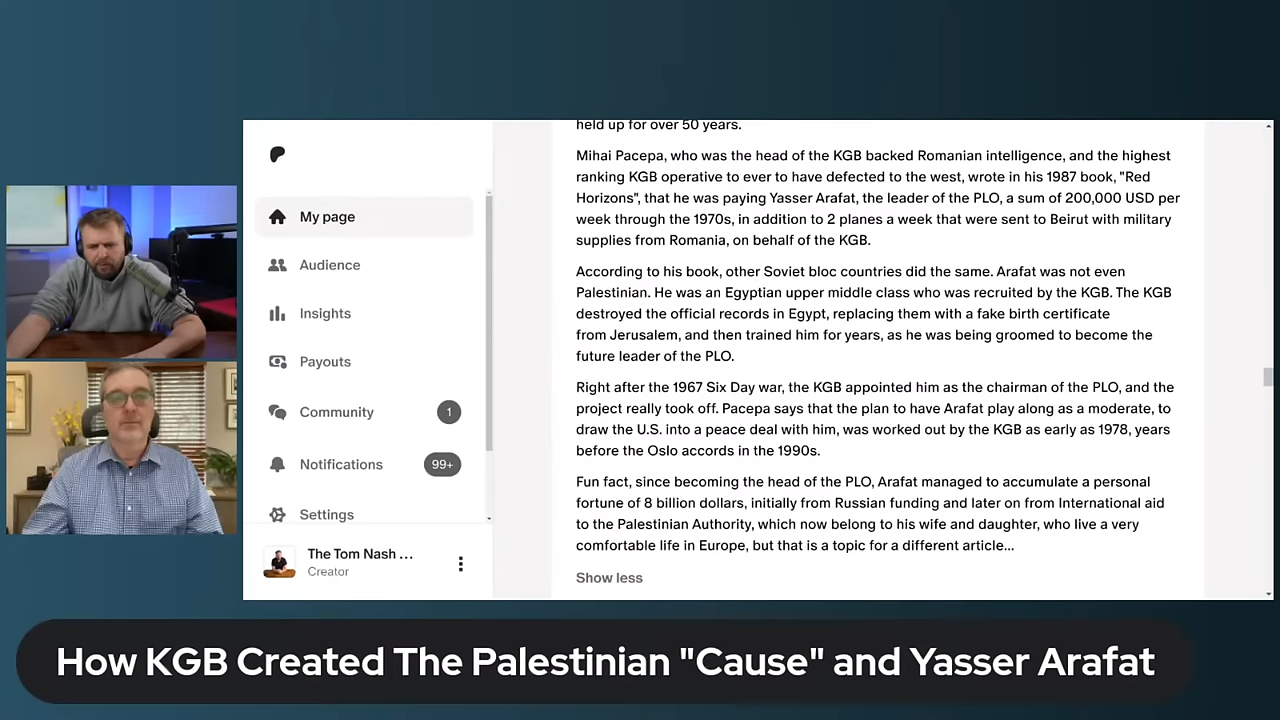 My page
Audience
Insights
Payouts
Community
1
Notifications
99+
Settings
The Tom Nash ...
Creator
held up for over 50 years.
Mihai Pacepa, who was the head of the KGB backed Romanian intelligence, and the highest
ranking KGB operative to ever to have defected to the west, wrote in his 1987 book, "Red
Horizons", that he was paying Yasser Arafat, the leader of the PLO, a sum of 200,000 USD per
week through the 1970s, in addition to 2 planes a week that were sent to Beirut with military
supplies from Romania, on behalf of the KGB.
According to his book, other Soviet bloc countries did the same. Arafat was not even
Palestinian. He was an Egyptian upper middle class who was recruited by the KGB. The KGB
destroyed the official records in Egypt, replacing them with a fake birth certificate
from Jerusalem, and then trained him for years, as he was being groomed to become the
future leader of the PLO.
Right after the 1967 Six Day war, the KGB appointed him as the chairman of the PLO, and the
project really took off. Pacepa says that the plan to have Arafat play along as a moderate, to
draw the U.S. into a peace deal with him, was worked out by the KGB as early as 1978, years
before the Oslo accords in the 1990s.
Fun fact, since becoming the head of the PLO, Arafat managed to accumulate a personal
fortune of 8 billion dollars, initially from Russian funding and later on from International aid
to the Palestinian Authority, which now belong to his wife and daughter, who live a very
comfortable life in Europe, but that is a topic for a different article...
Show less
How KGB Created The Palestinian "Cause" and Yasser Arafat